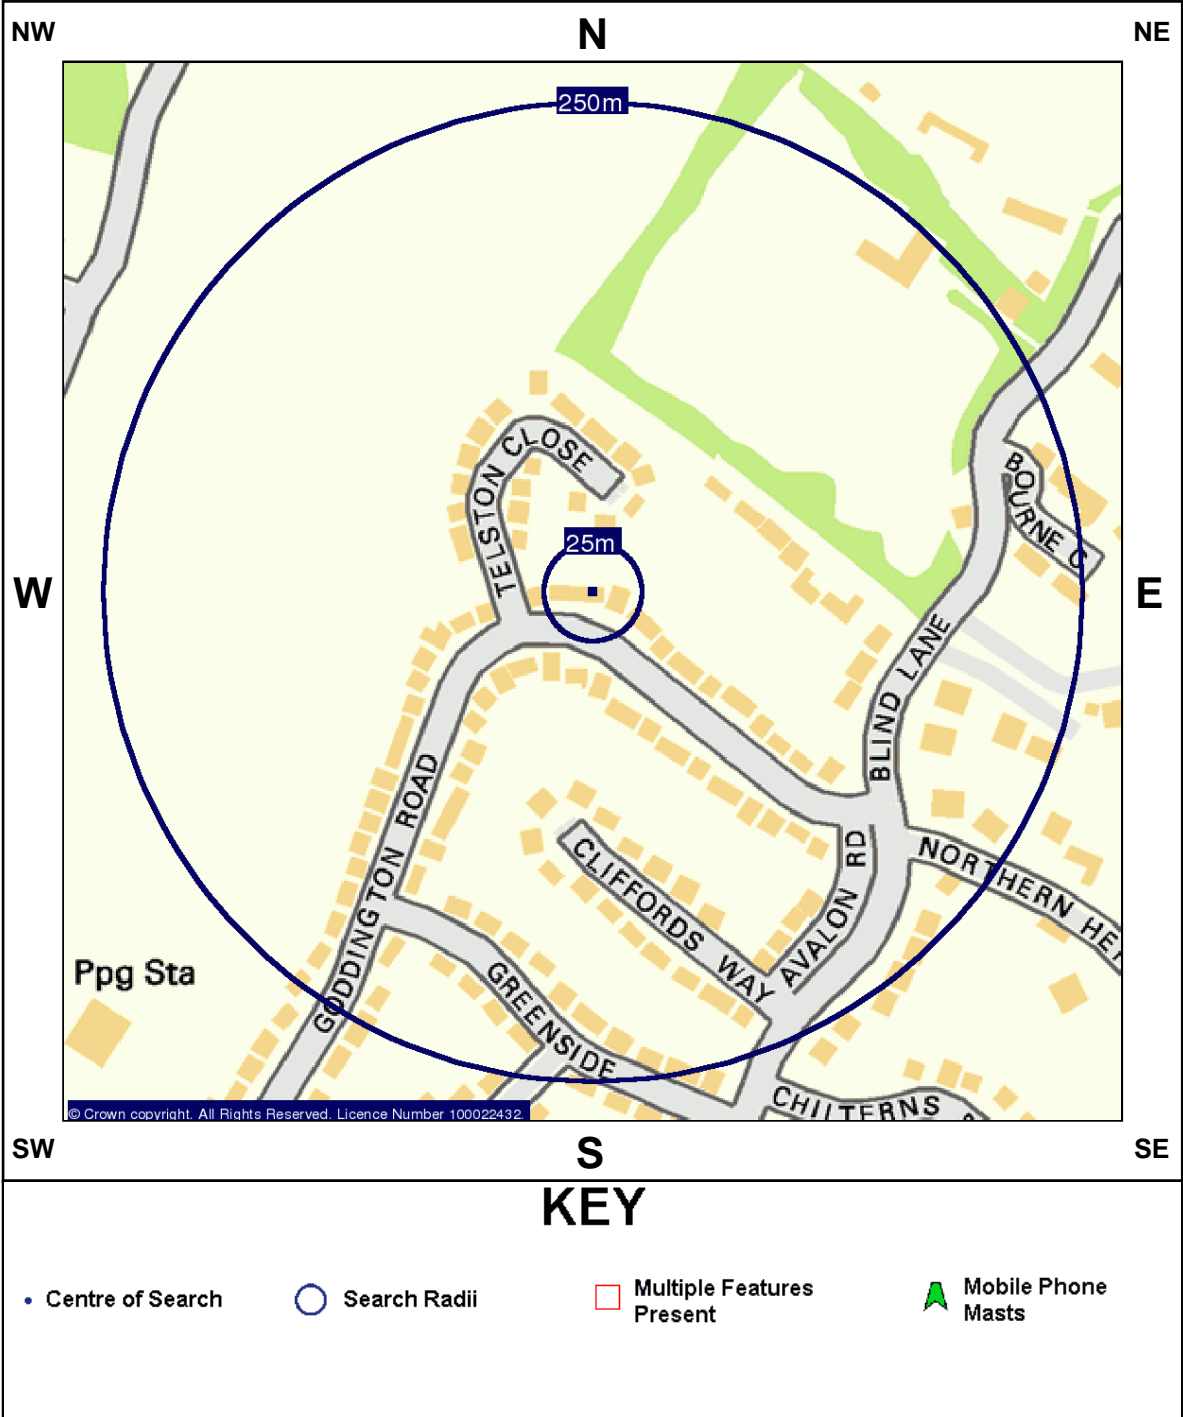 NW
N
NE
250m
TELSTON CLOSE
BOURNE C
25m
W
E
BLIND LANE
GODDINGTON ROAD
AVALON RD
NORTHERN HE
CLIFFORDS WAY
Ppg Sta
GREENSIDE
CHILTERNS
© Crown copyright. All Rights Reserved. Licence Number 100022432.
SW
S
SE
KEY
Centre of Search
Search Radii
Multiple Features
Present
Mobile Phone
Masts